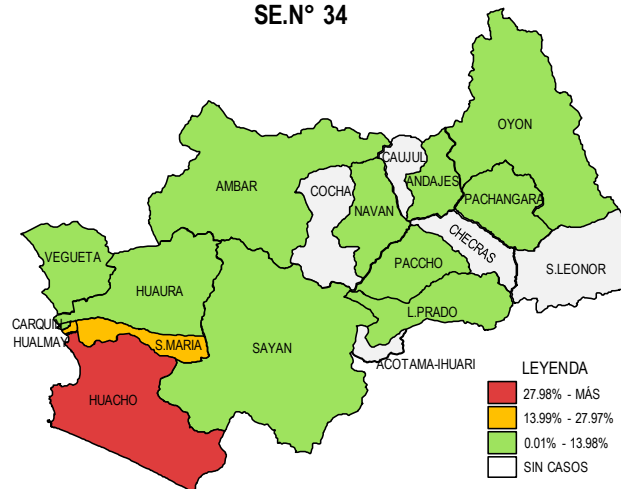 SE.N° 34
OYON
CAUJUL
ANDAJES
AMBAR
COCHA
NAVAN
PACHANGARA
CHECRAS
VEGUETA
PACCHO
S.LEONOR
HUAURA
L.PRADO
CARQUIN
HUALMAY
S.MARIA
SAYAN
ACOTAMA-IHUARI
HUACHO
LEYENDA
27.98% - MÁS
13.99% - 27.97%
0.01% - 13.98%
SIN CASOS